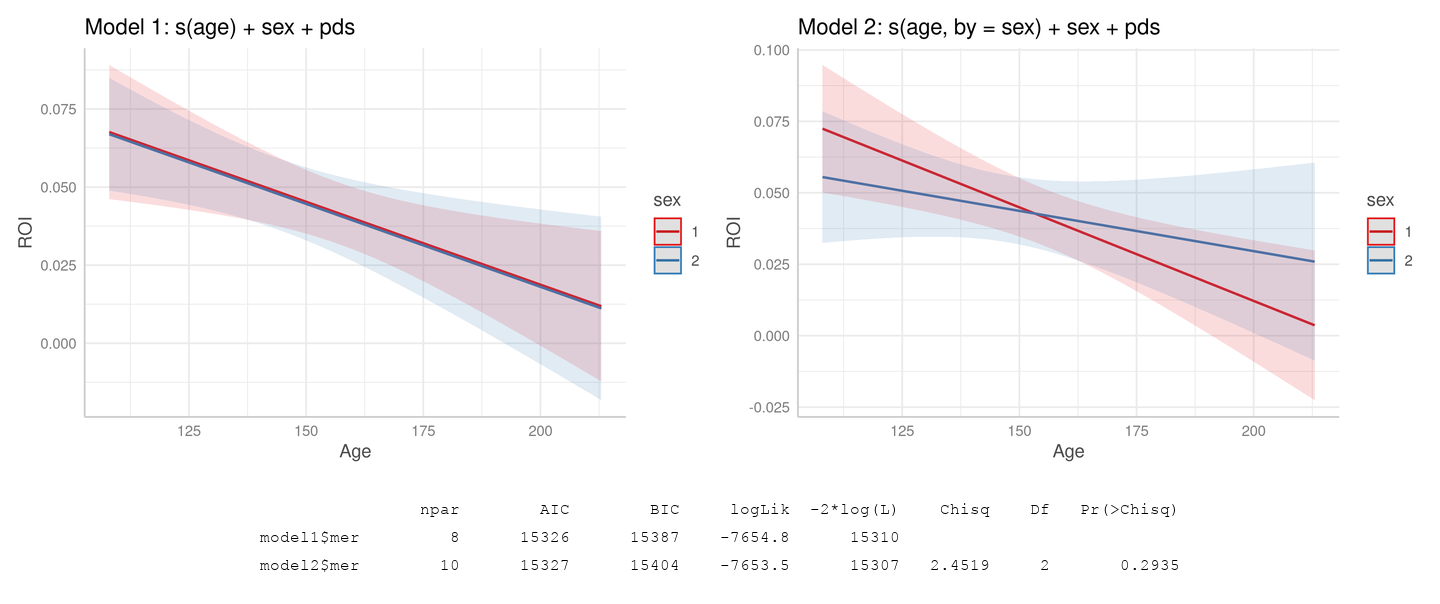 Model 1: s(age) + sex + pds
0.075
0.050
0.025
0.000
ROI
125 150 175 200
Age
sex
1
2
Model 2: s(age, by = sex) + sex + pds
0.100
0.075
0.050
0.025
0.000
-0.025
ROI
125 150 175 200
Age
sex
1
2
npar AIC BIC logLik -2*log(L) Chisq Df Pr(>Chisq)
model1$mer 8 15326 15387 -7654.8 15310
model2$mer 10 15327 15404 -7653.5 15307 2.4519 2 0.2935